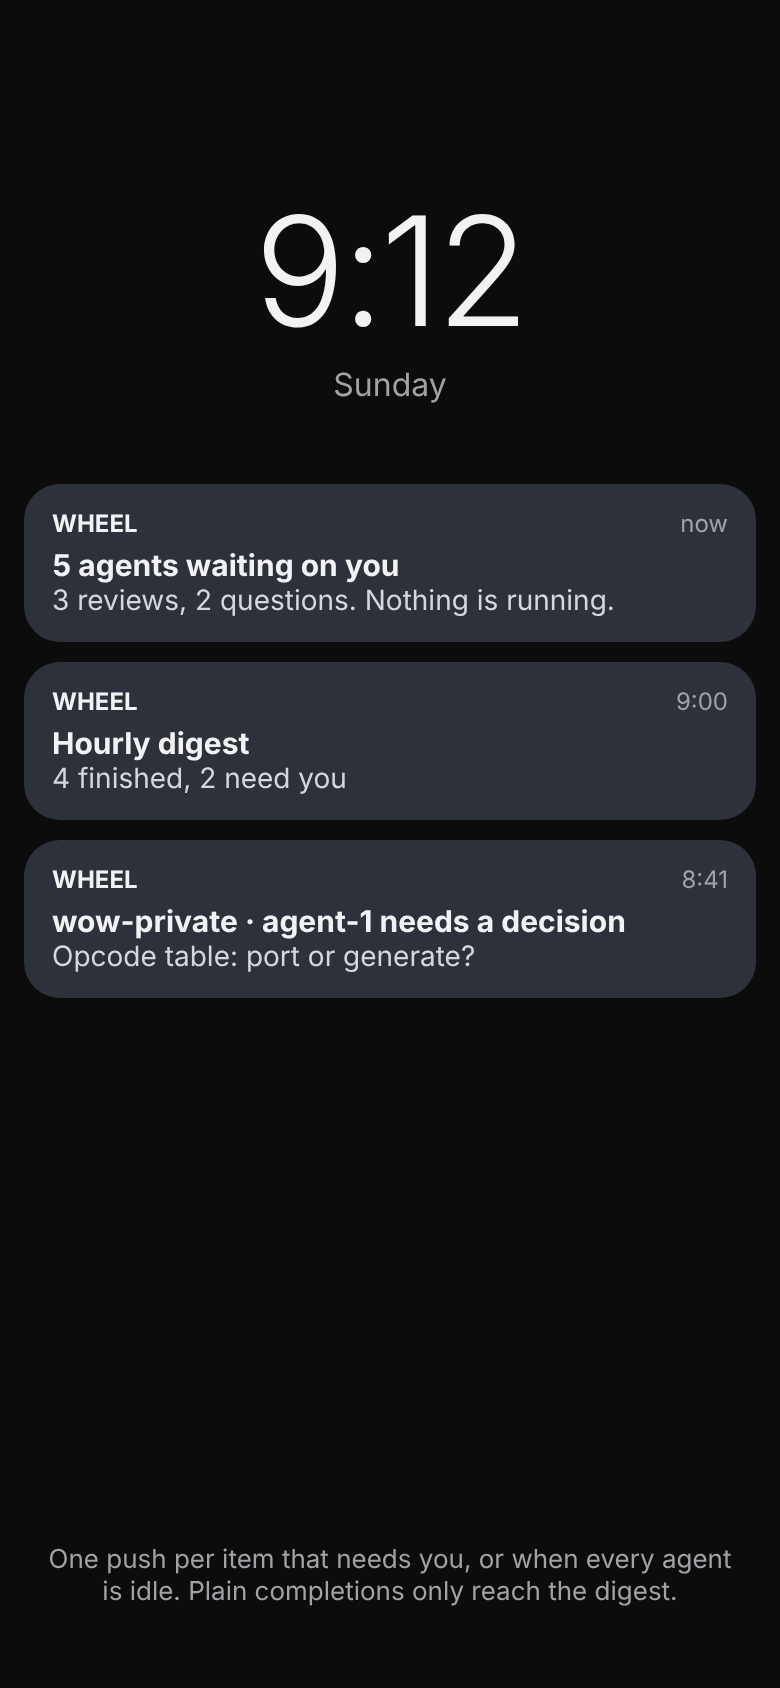 9:12
Sunday
WHEEL now
5 agents waiting on you
3 reviews, 2 questions. Nothing is running.
WHEEL 9:00
Hourly digest
4 finished, 2 need you
WHEEL 8:41
wow-private · agent-1 needs a decision
Opcode table: port or generate?
One push per item that needs you, or when every agent
is idle. Plain completions only reach the digest.